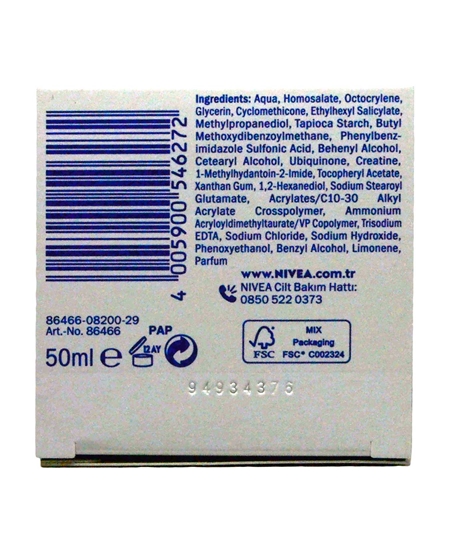 Ingredients: Aqua, Homosalate, Octocrylene,
Glycerin, Cyclomethicone, Ethylhexyl Salicylate,
Methylpropanediol, Tapioca Starch, Butyl
Methoxydibenzoylmethane, Phenylbenz-
imidazole Sulfonic Acid, Behenyl Alcohol,
Cetearyl Alcohol, Ubiquinone, Creatine,
1-Methylhydantoin-2-Imide, Tocopheryl Acetate,
Xanthan Gum, 1,2-Hexanediol, Sodium Stearoyl
Glutamate, Acrylates/C10-30 Alkyl
Acrylate Crosspolymer, Ammonium
Acryloyldimethyltaurate/VP Copolymer, Trisodium
EDTA, Sodium Chloride, Sodium Hydroxide,
Phenoxyethanol, Benzyl Alcohol, Limonene,
Parfum
www.NIVEA.com.tr
NIVEA Cilt Bakım Hattı:
0850 522 0373
4 005900 546272
86466-08200-29
Art.-No. 86466
PAP
50ml e
12 AY
FSC
MIX
Packaging
FSC® C002324
94934376